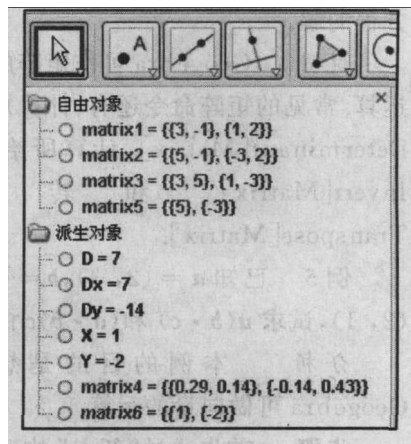 A
自由对象
matrix1 = {{3, -1}, {1, 2}}
matrix2 = {{5, -1}, {-3, 2}}
matrix3 = {{3, 5}, {1, -3}}
matrix5 = {{5}, {-3}}
派生对象
D = 7
Dx = 7
Dy = -14
X = 1
Y = -2
matrix4 = {{0.29, 0.14}, {-0.14, 0.43}}
matrix6 = {{1}, {-2}}